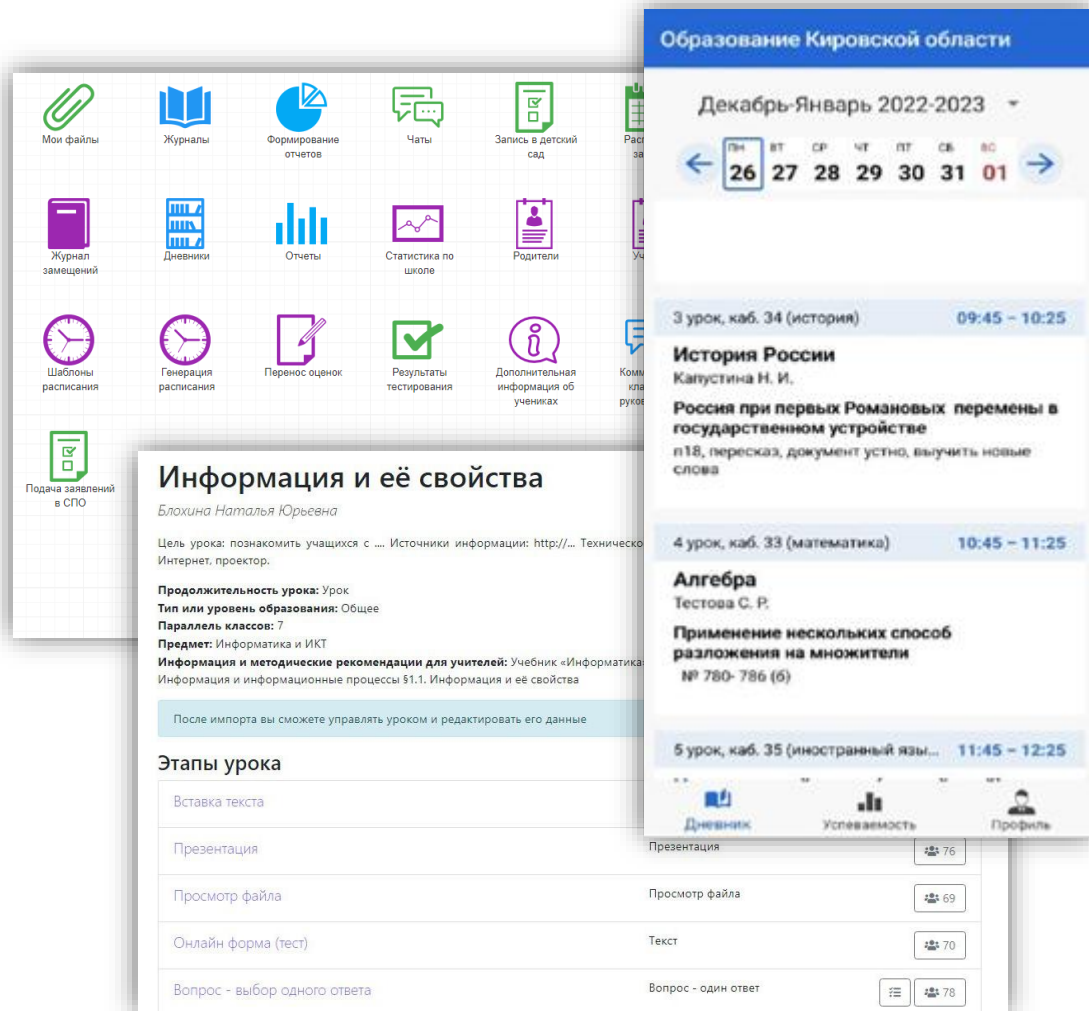 Мои файлы
Журналы
Формирование
отчетов
Чаты
Запись в детский
сад
Журнал
замещений
Дневники
Отчеты
Статистика по
школе
Родители
Шаблоны
расписания
Генерация
расписания
Перенос оценок
Результаты
тестирования
Дополнительная
информация об
учениках
Подача заявлений
в СПО
Образование Кировской области
Декабрь-Январь 2022-2023
ПН ВТ СР ЧТ ПТ СБ ВС
26 27 28 29 30 31 01
3 урок, каб. 34 (история) 09:45 – 10:25
История России
Капустина Н. И.
Россия при первых Романовых перемены в
государственном устройстве
п18, пересказ, документ устно, выучить новые
слова
4 урок, каб. 33 (математика) 10:45 – 11:25
Алгебра
Тестова С. Р.
Применение нескольких способ
разложения на множители
№ 780- 786 (б)
5 урок, каб. 35 (иностранный язы... 11:45 – 12:25
Дневник Успеваемость Профиль
Информация и её свойства
Блохина Наталья Юрьевна
Цель урока: познакомить учащихся с .... Источники информации: http://... Техническо
Интернет, проектор.
Продолжительность урока: Урок
Тип или уровень образования: Общее
Параллель классов: 7
Предмет: Информатика и ИКТ
Информация и методические рекомендации для учителей: Учебник «Информатика
Информация и информационные процессы §1.1. Информация и её свойства
После импорта вы сможете управлять уроком и редактировать его данные
Этапы урока
Вставка текста
Презентация Презентация 76
Просмотр файла Просмотр файла 69
Онлайн форма (тест) Текст 70
Вопрос - выбор одного ответа Вопрос - один ответ 78